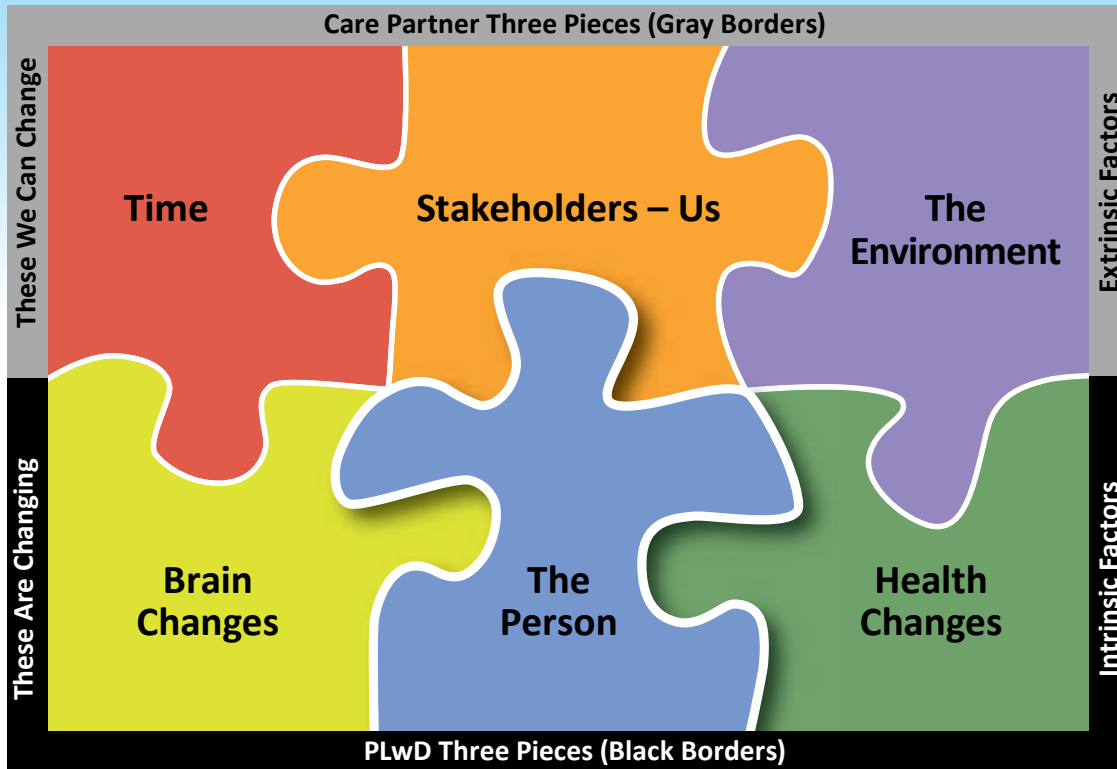 Care Partner Three Pieces (Gray Borders)
These We Can Change
Time
Stakeholders – Us
The
Environment
Extrinsic Factors
These Are Changing
Brain
Changes
The
Person
Health
Changes
Intrinsic Factors
PLwD Three Pieces (Black Borders)